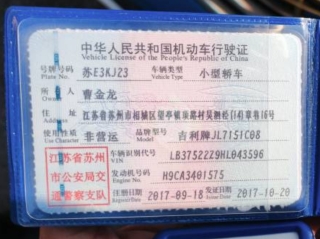 中华人民共和国机动车行驶证
Vehicle License of the People's Republic of China
号牌号码 苏E3KJZ3 车辆类型 小型轿车
Plate No. Vehicle Type
所有人 曹金龙
Owner
住址 江苏省苏州市相城区望亭镇
Address
使用性质 非营运 品牌型号 吉利牌JL7151C08
Use Character Model
江苏省苏州市公安局交通警察支队
车辆识别代号 LB37522Z9HL043596
VIN
发动机号码 H9CA3401575
Engine No.
注册日期 2017-09-18 发证日期 2017-10-20
Register Date Issue Date